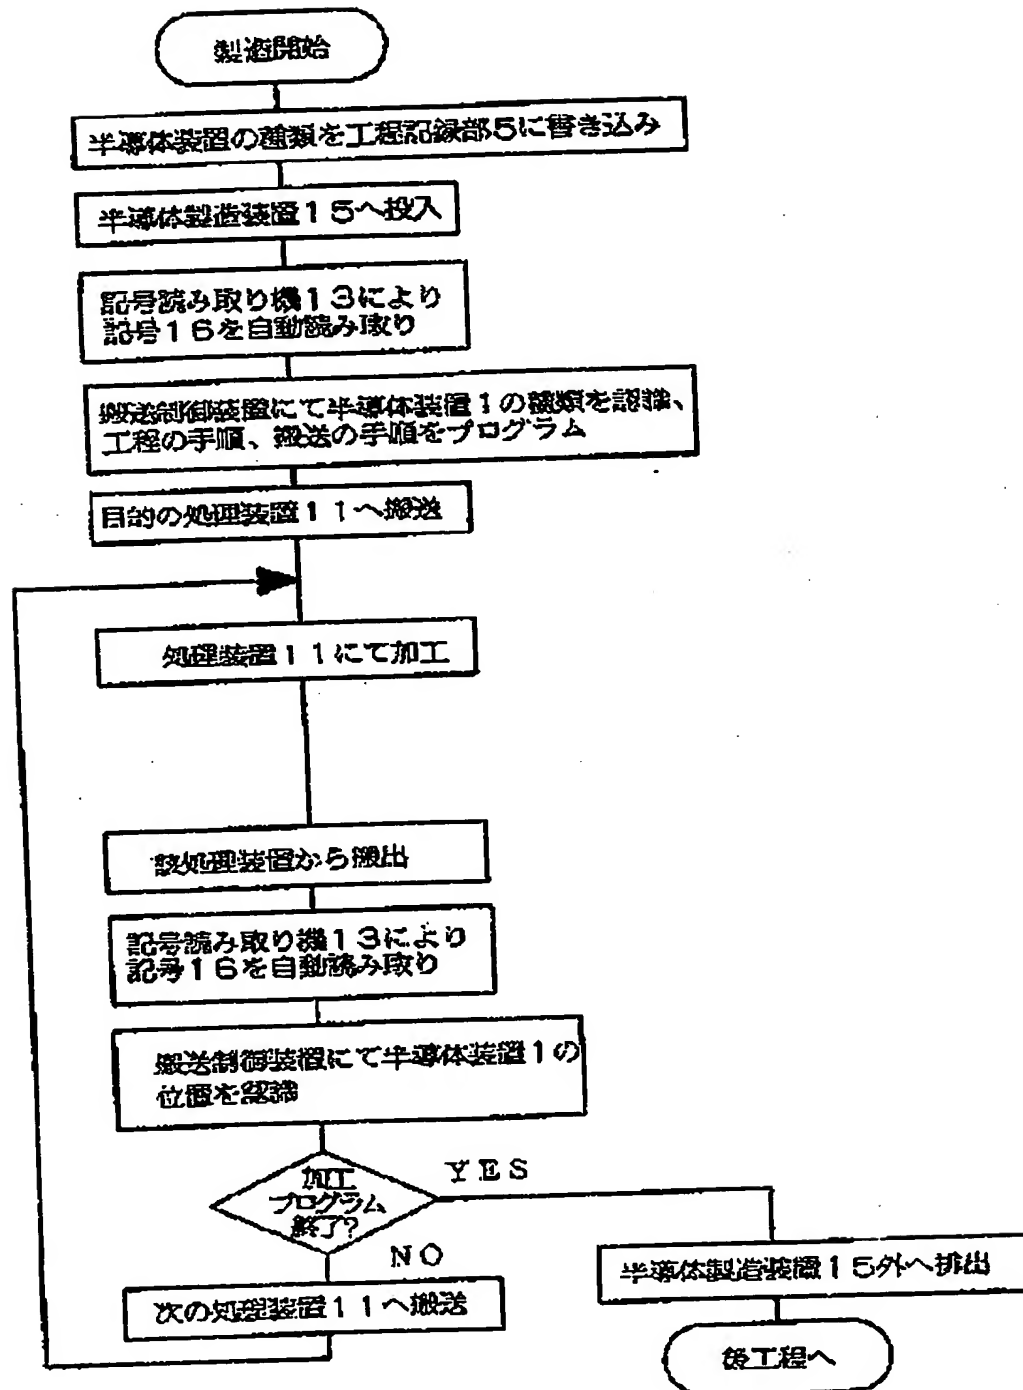 製造開始
半導体装置の種類を工程記録部5に書き込み
半導体製造装置15へ投入
記号読み取り機13により
記号16を自動読み取り
搬送制御装置にて半導体装置1の種類を認識、
工程の手順、搬送の手順をプログラム
目的の処理装置11へ搬送
処理装置11にて加工
該処理装置から搬出
記号読み取り機13により
記号16を自動読み取り
搬送制御装置にて半導体装置1の
位置を認識
加工
プログラム
終了?
YES
NO
次の処理装置11へ搬送
半導体製造装置15外へ排出
後工程へ